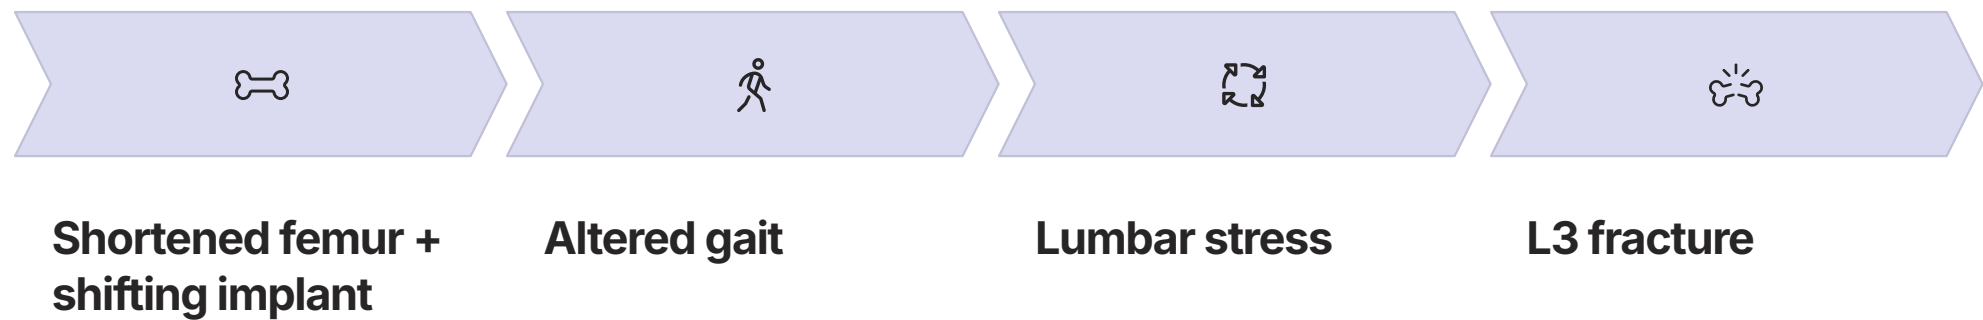 Shortened femur +
shifting implant
Altered gait
Lumbar stress
L3 fracture